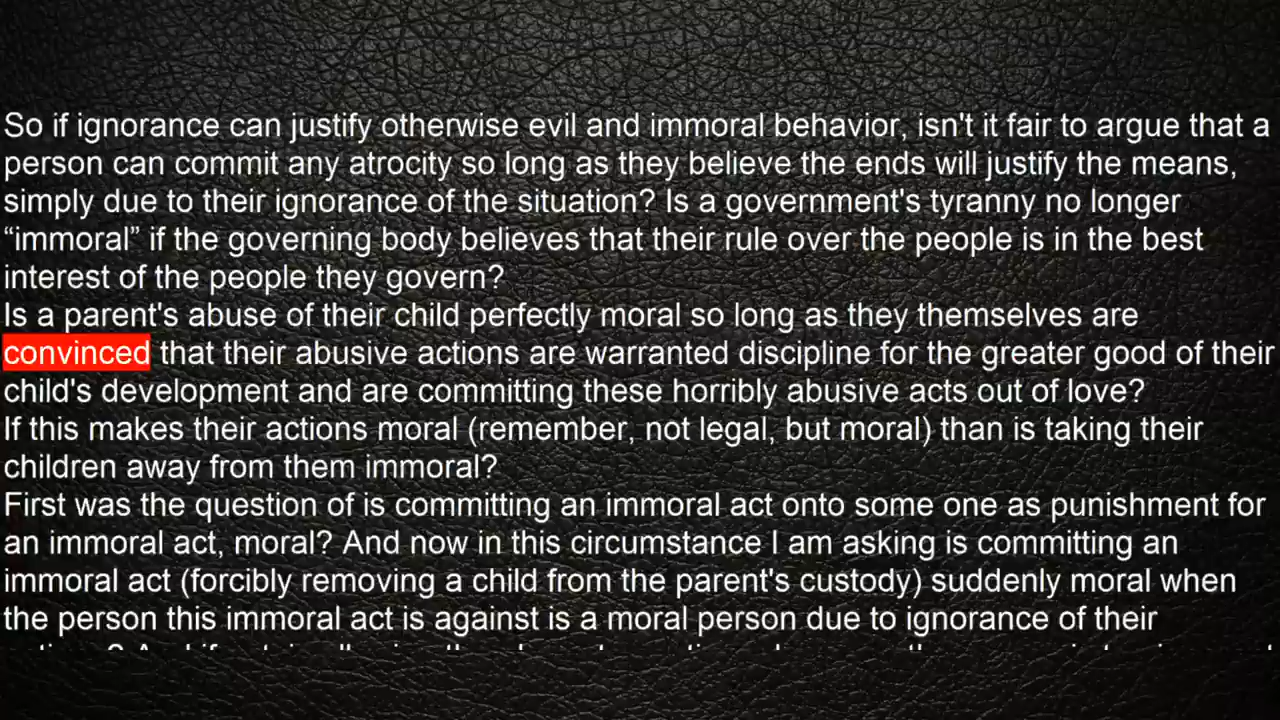 So if ignorance can justify otherwise evil and immoral behavior, isn't it fair to argue that a
person can commit any atrocity so long as they believe the ends will justify the means,
simply due to their ignorance of the situation? Is a government's tyranny no longer
“immoral” if the governing body believes that their rule over the people is in the best
interest of the people they govern?
Is a parent's abuse of their child perfectly moral so long as they themselves are
convinced that their abusive actions are warranted discipline for the greater good of their
child's development and are committing these horribly abusive acts out of love?
If this makes their actions moral (remember, not legal, but moral) than is taking their
children away from them immoral?
First was the question of is committing an immoral act onto some one as punishment for
an immoral act, moral? And now in this circumstance I am asking is committing an
immoral act (forcibly removing a child from the parent's custody) suddenly moral when
the person this immoral act is against is a moral person due to ignorance of their